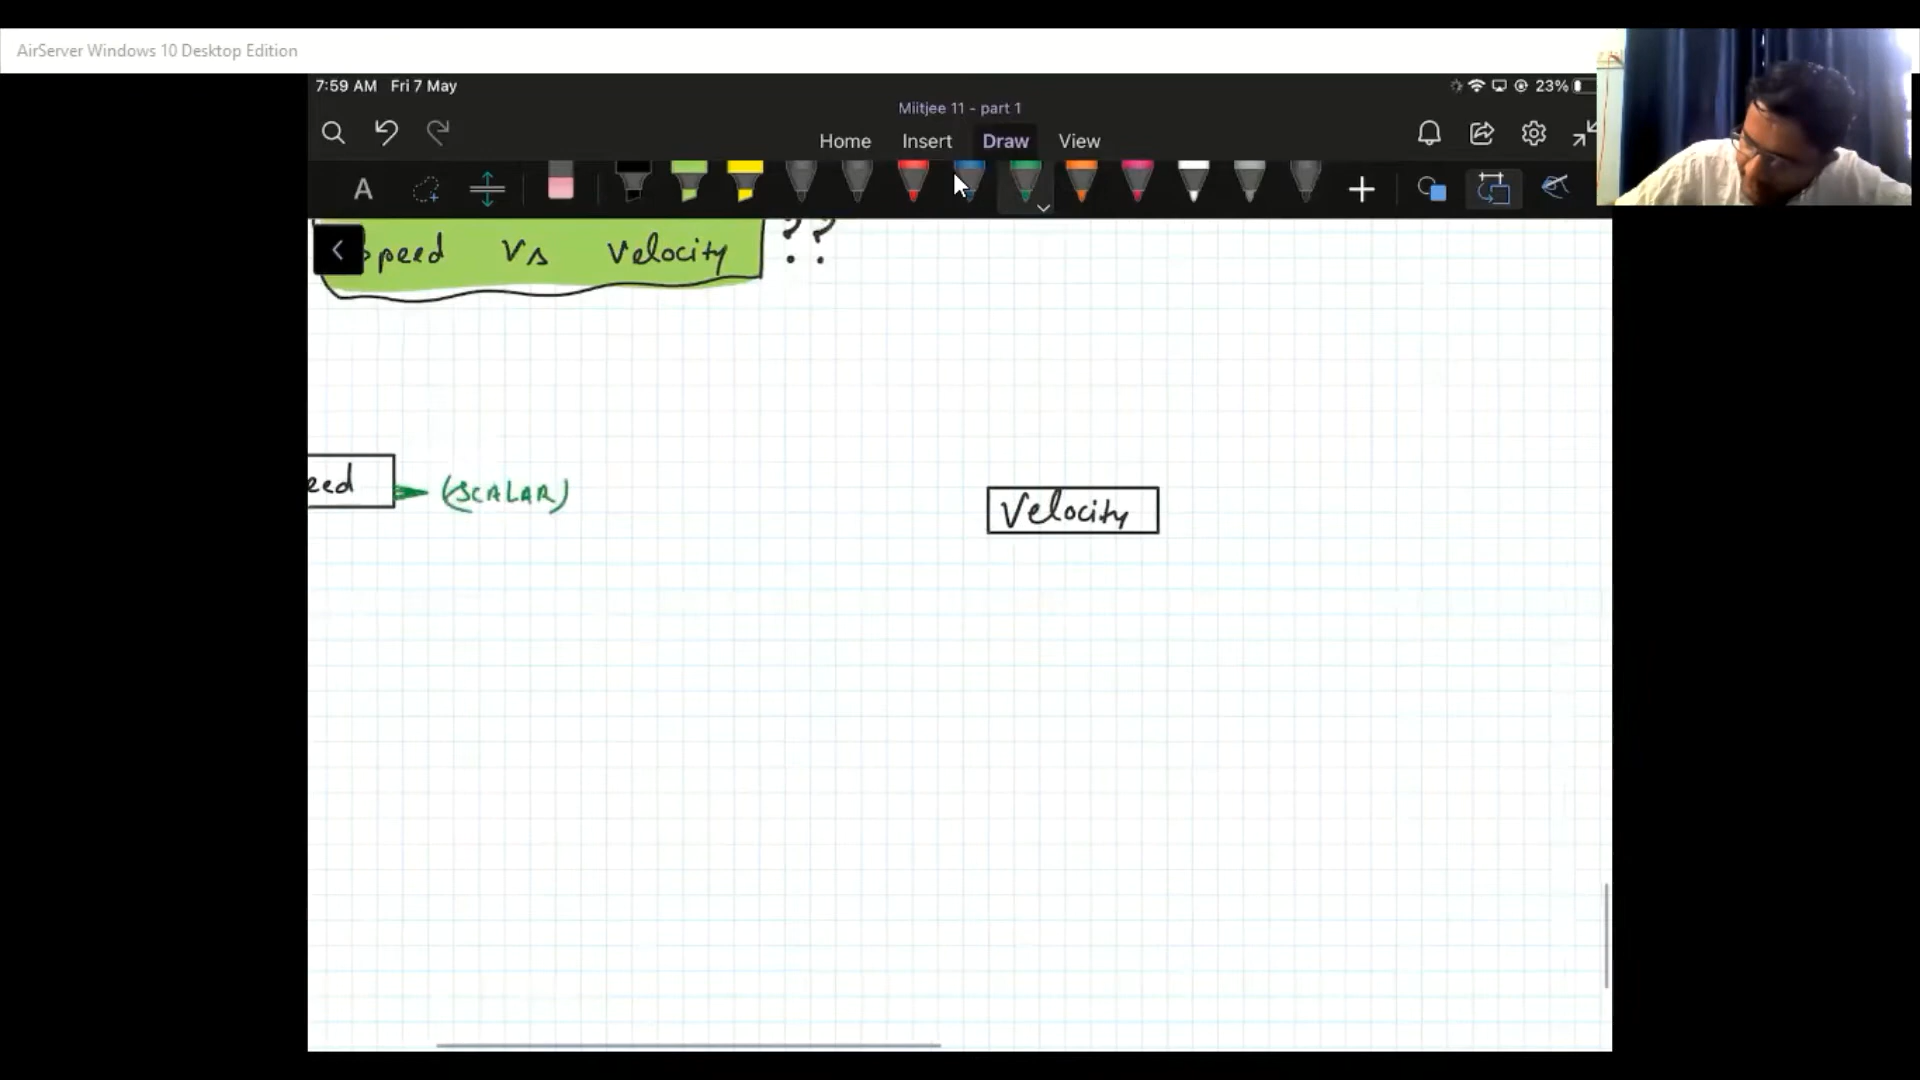 AirServer Windows 10 Desktop Edition
7:59 AM Fri 7 May
23%
Miitjee 11 - part 1
Home Insert Draw View
A
Speed Vs Velocity ??
eed (SCALAR)
Velocity